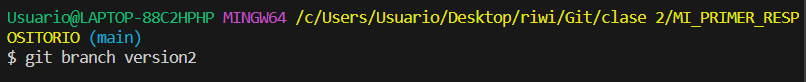 Usuario@LAPTOP-88C2HPHP MINGW64 /c/Users/Usuario/Desktop/riwi/Git/clase 2/MI_PRIMER_RESP
OSITORIO (main)
$ git branch version2